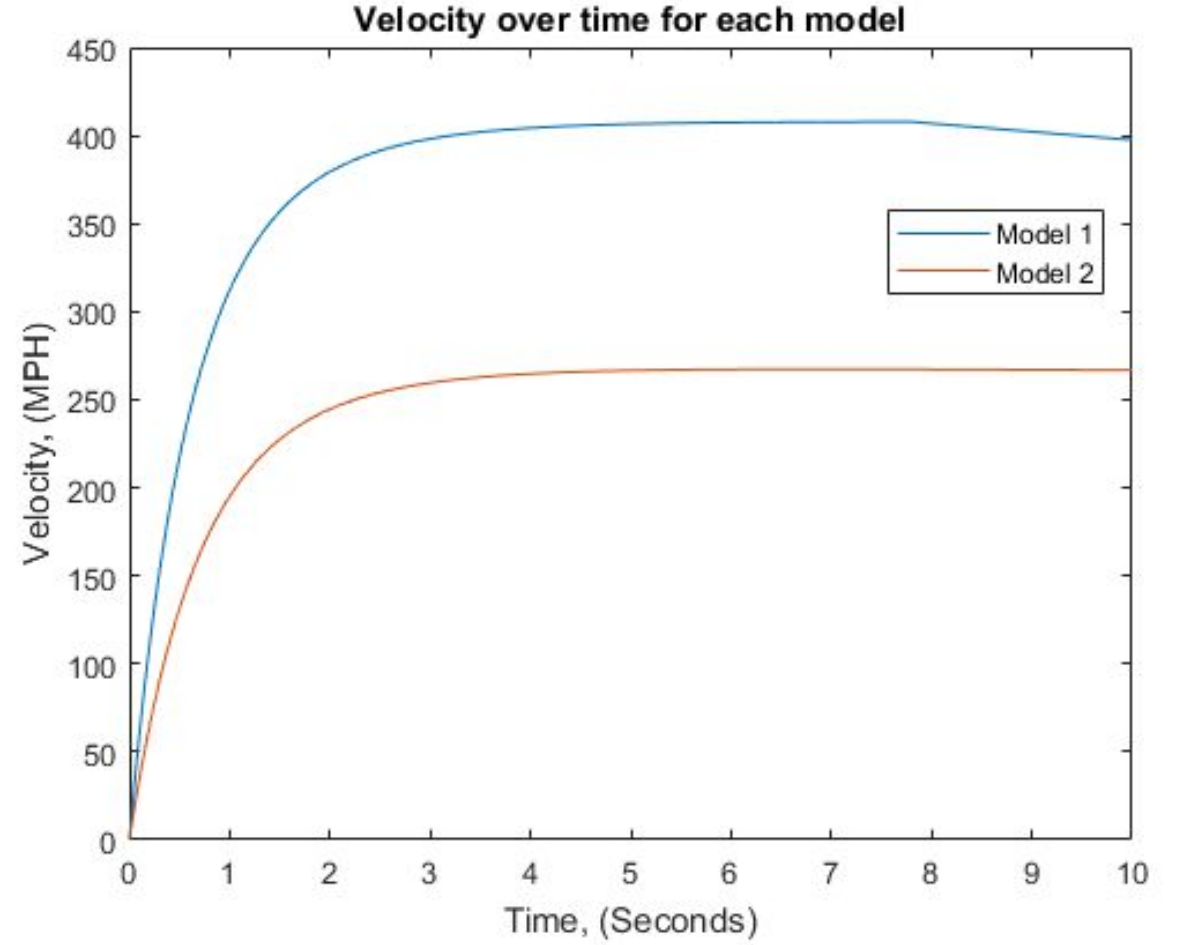 Velocity over time for each model
450
400
350
300
250
200
150
100
50
0
Velocity, (MPH)
Model 1
Model 2
0 1 2 3 4 5 6 7 8 9 10
Time, (Seconds)